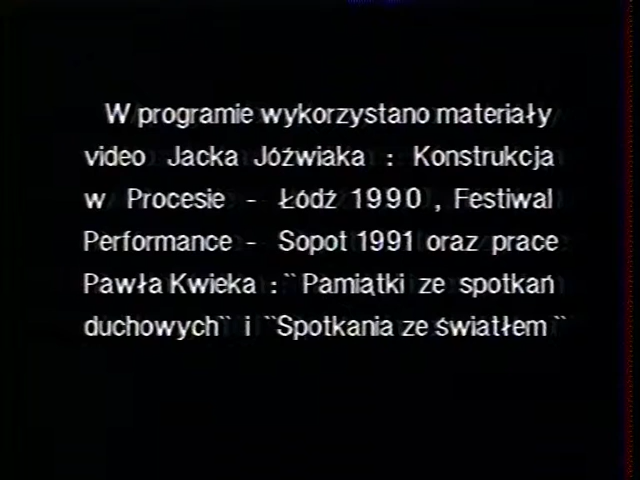 W programie wykorzystano materiały
video Jacka Jóźwiaka : Konstrukcja
w Procesie - Łódź 1990 , Festiwal
Performance - Sopot 1991 oraz prace
Pawła Kwieka : `` Pamiątki ze spotkań
duchowych`` i ``Spotkania ze światłem ``